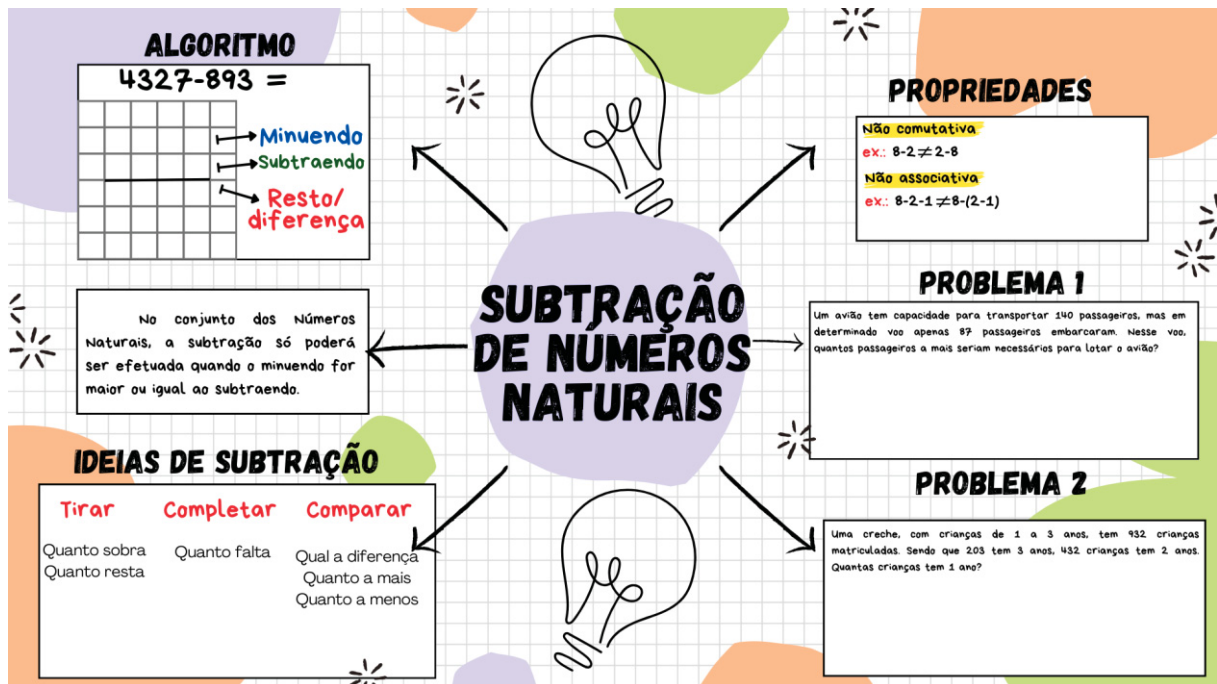 ALGORITMO
4327-893 =
Minuendo
Subtraendo
Resto/
diferença
No conjunto dos Números
Naturais, a subtração só poderá
ser efetuada quando o minuendo for
maior ou igual ao subtraendo.
IDEIAS DE SUBTRAÇÃO
Tirar
Quanto sobra
Quanto resta
Completar
Quanto falta
Comparar
Qual a diferença
Quanto a mais
Quanto a menos
SUBTRAÇÃO
DE NÚMEROS
NATURAIS
PROPRIEDADES
Não comutativa
ex.: 8-2≠2-8
Não associativa
ex.: 8-2-1≠8-(2-1)
PROBLEMA 1
Um avião tem capacidade para transportar 140 passageiros, mas em
determinado voo apenas 87 passageiros embarcaram. Nesse voo,
quantos passageiros a mais seriam necessários para lotar o avião?
PROBLEMA 2
Uma creche, com crianças de 1 a 3 anos, tem 932 crianças
matriculadas. Sendo que 203 tem 3 anos, 432 crianças tem 2 anos.
Quantas crianças tem 1 ano?